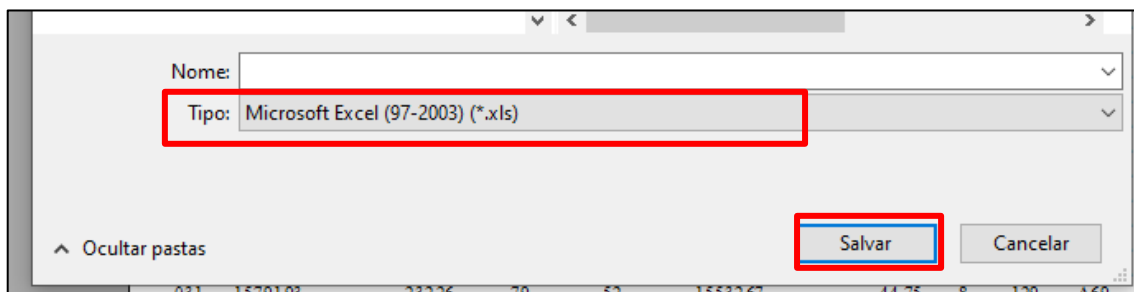 Nome:
Tipo: Microsoft Excel (97-2003) (*.xls)
Ocultar pastas
Salvar
Cancelar